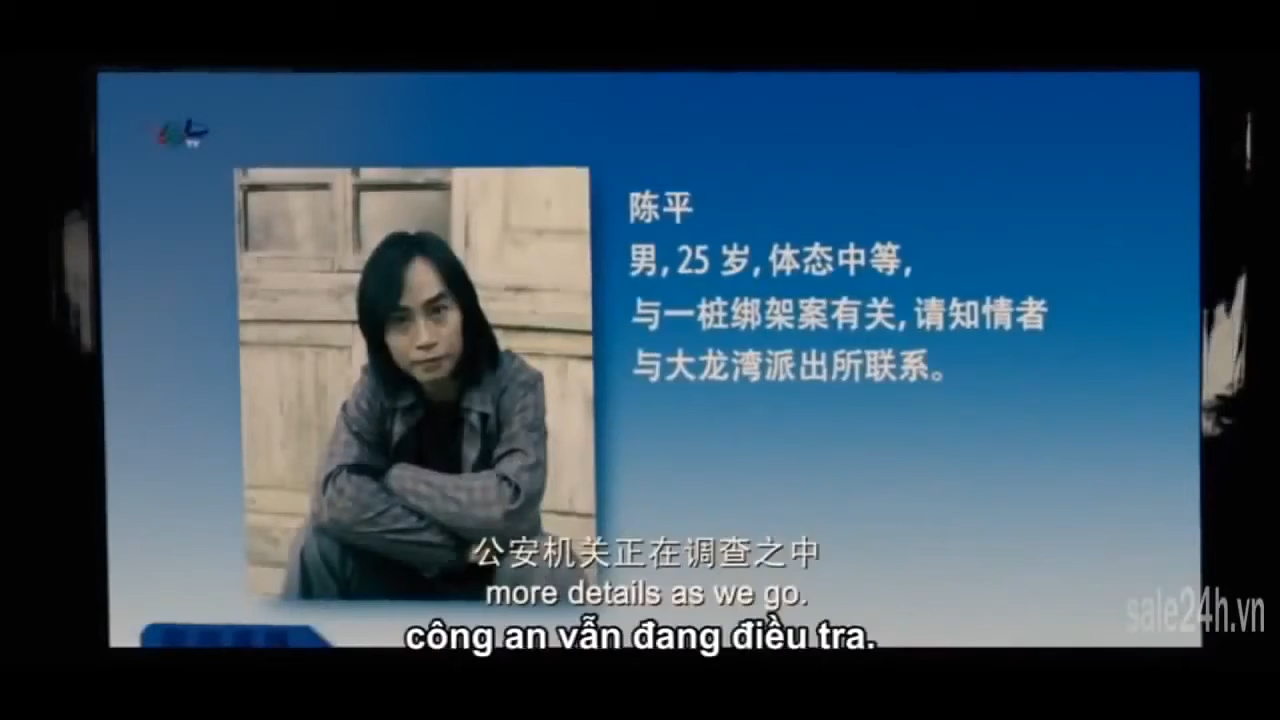 TV
陈平
男, 25 岁, 体态中等,
与一桩绑架案有关, 请知情者
与大龙湾派出所联系。
公安机关正在调查之中
more details as we go.
công an vẫn đang điều tra.
sale24h.vn